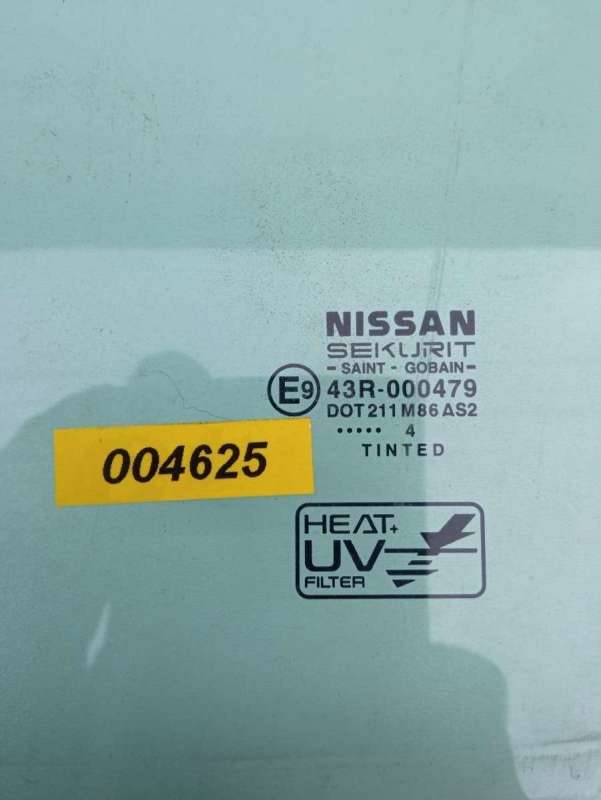 NISSAN
SEKURIT
- SAINT - GOBAIN -
E9 43R-000479
DOT 211 M86 AS2
..... 4
TINTED
004625
HEAT+
UV
FILTER